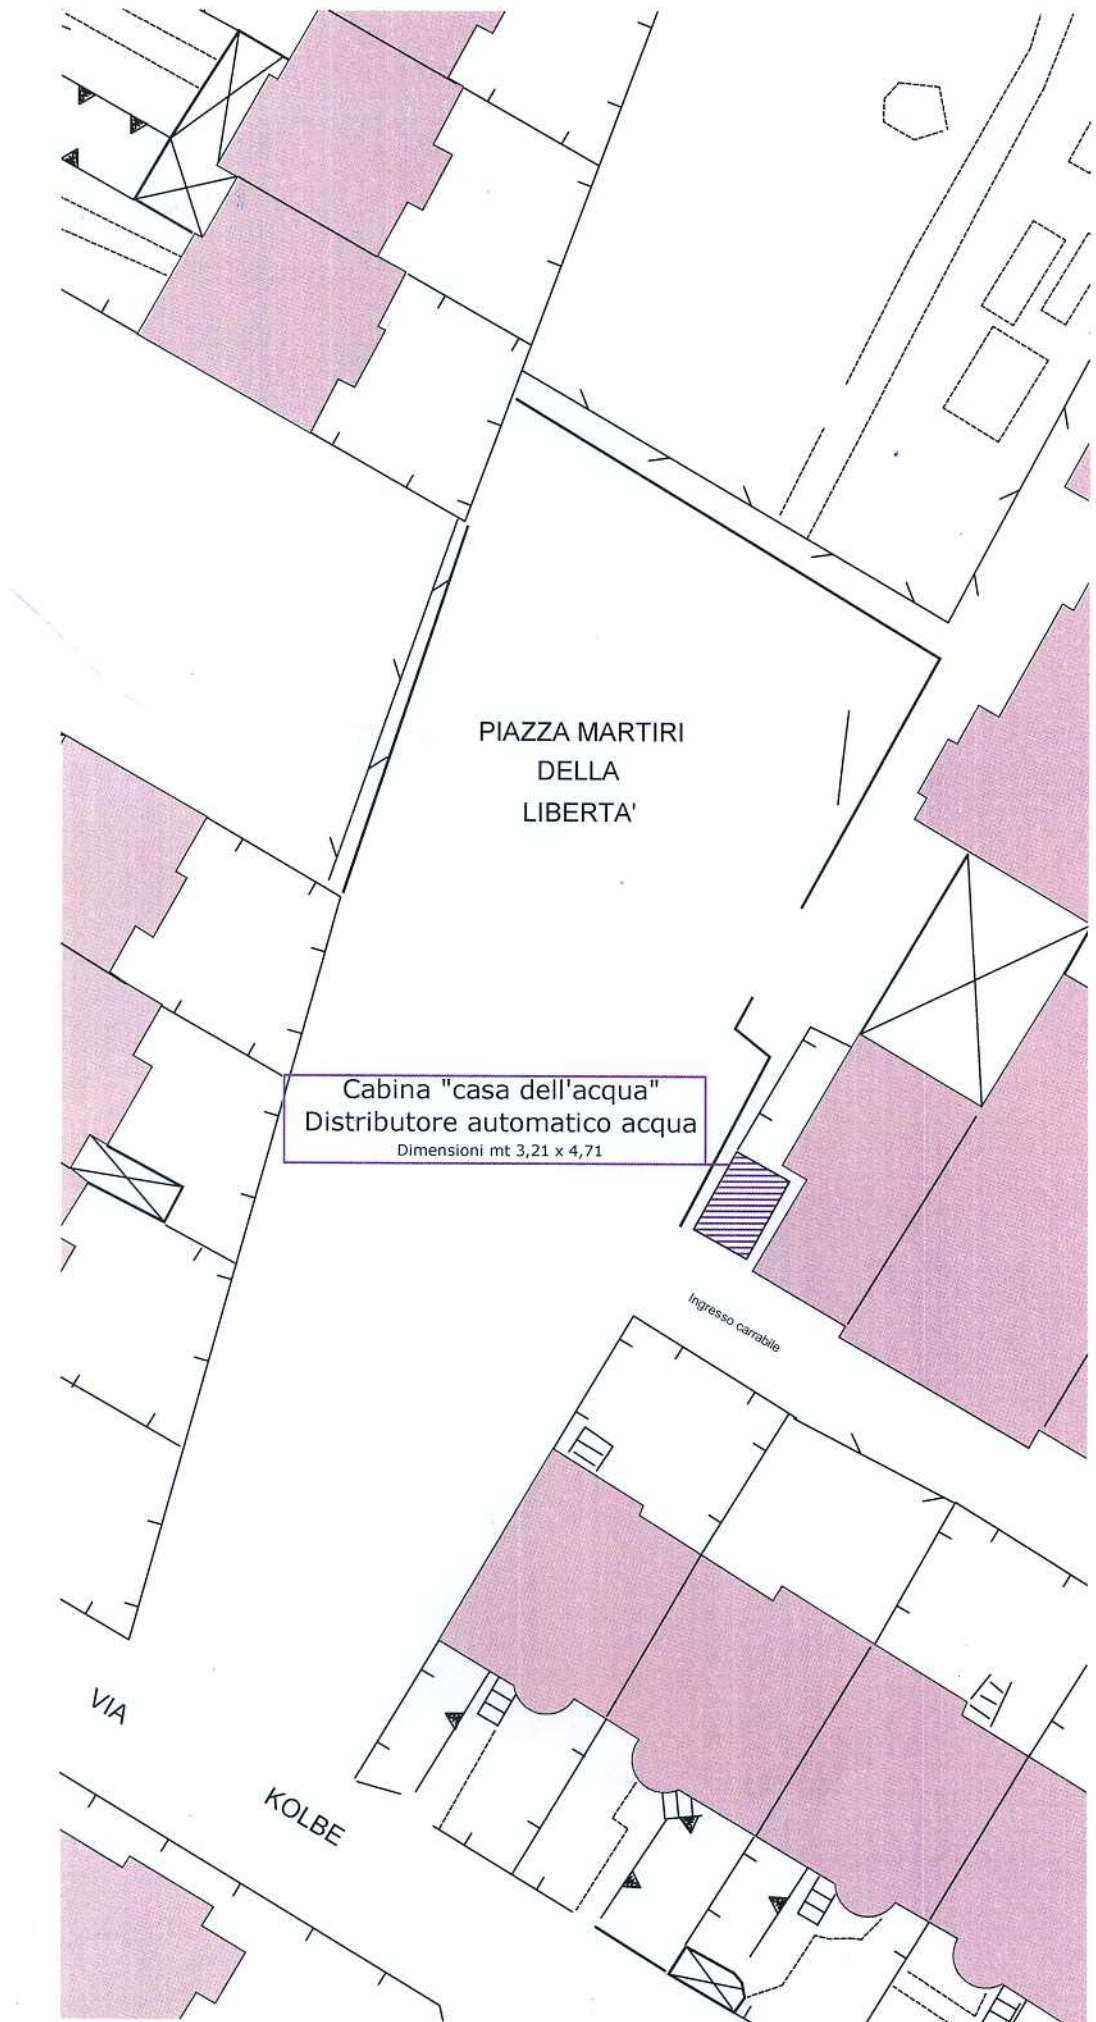 PIAZZA MARTIRI
DELLA
LIBERTA'
Cabina "casa dell'acqua"
Distributore automatico acqua
Dimensioni mt 3,21 x 4,71
Ingresso carrabile
VIA
KOLBE